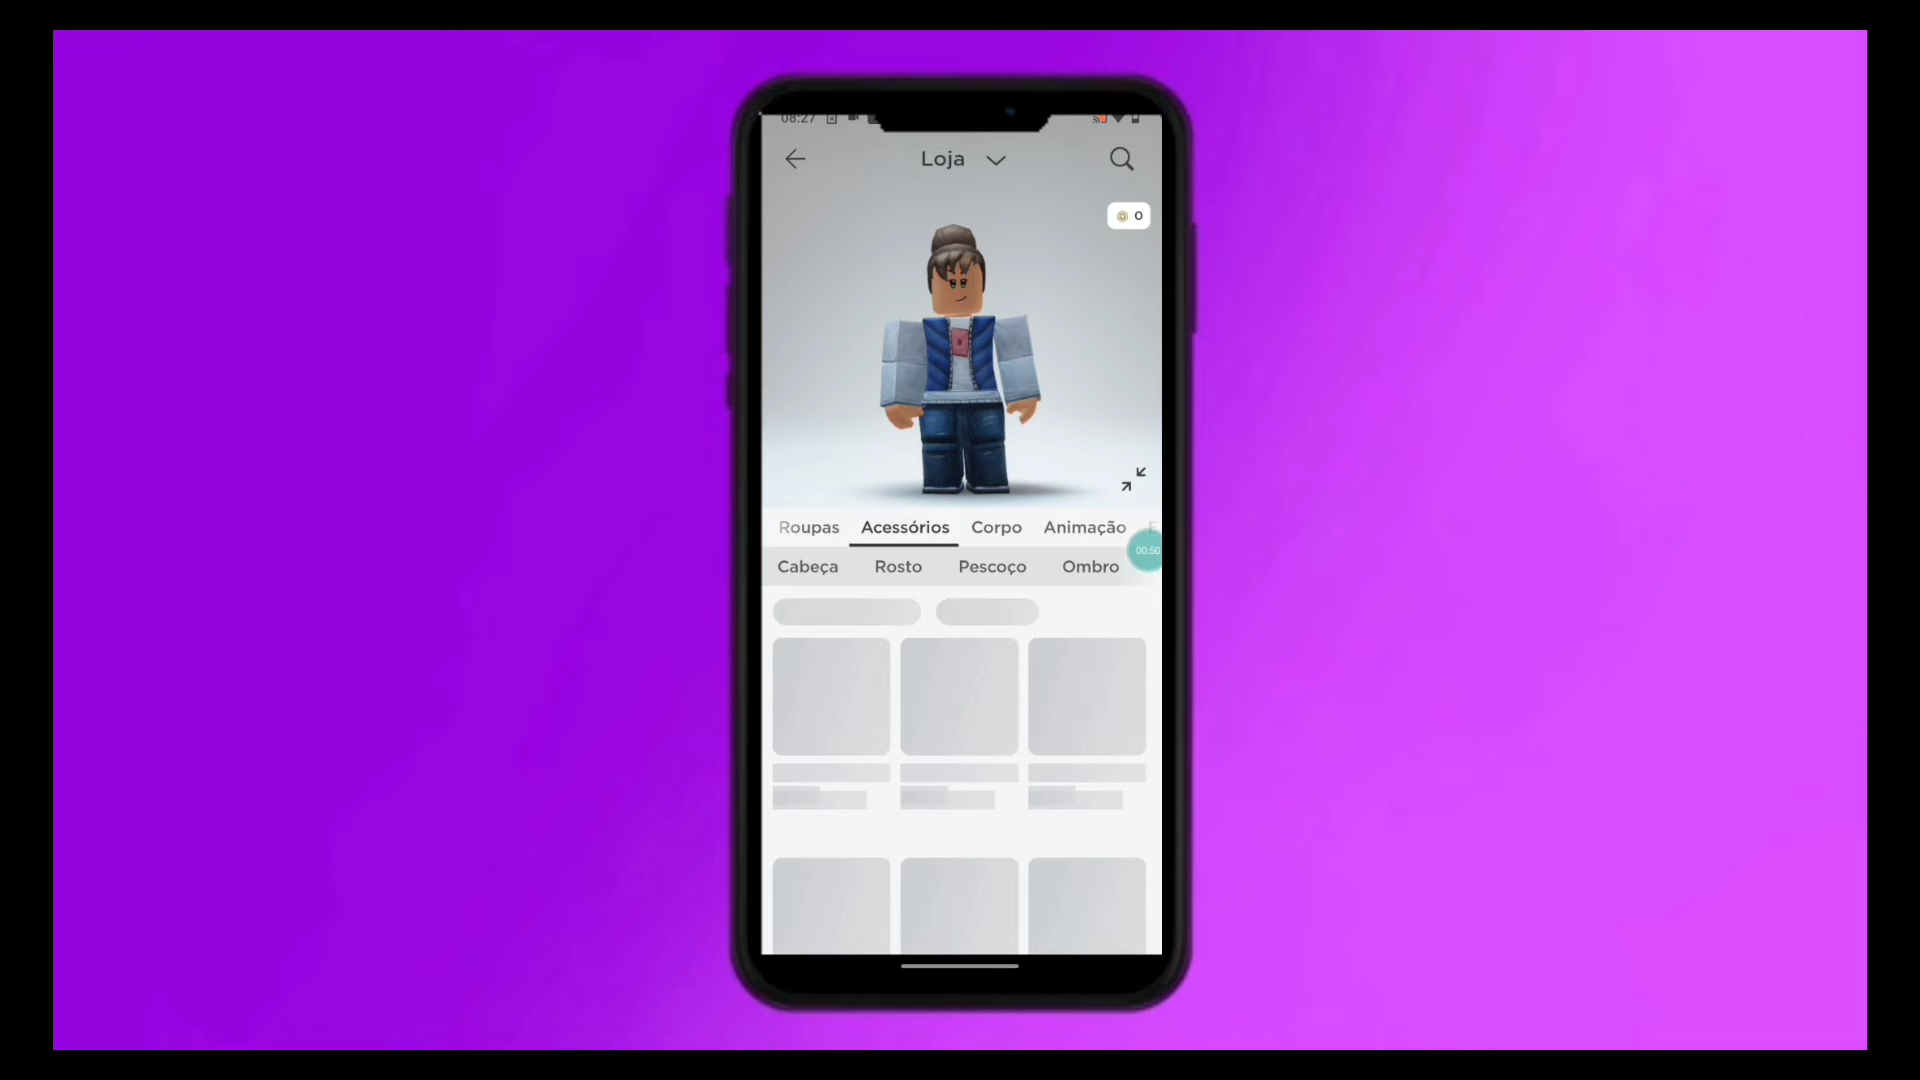 08:27
Loja
0
Roupas Acessórios Corpo Animação
00:50
Cabeça Rosto Pescoço Ombro